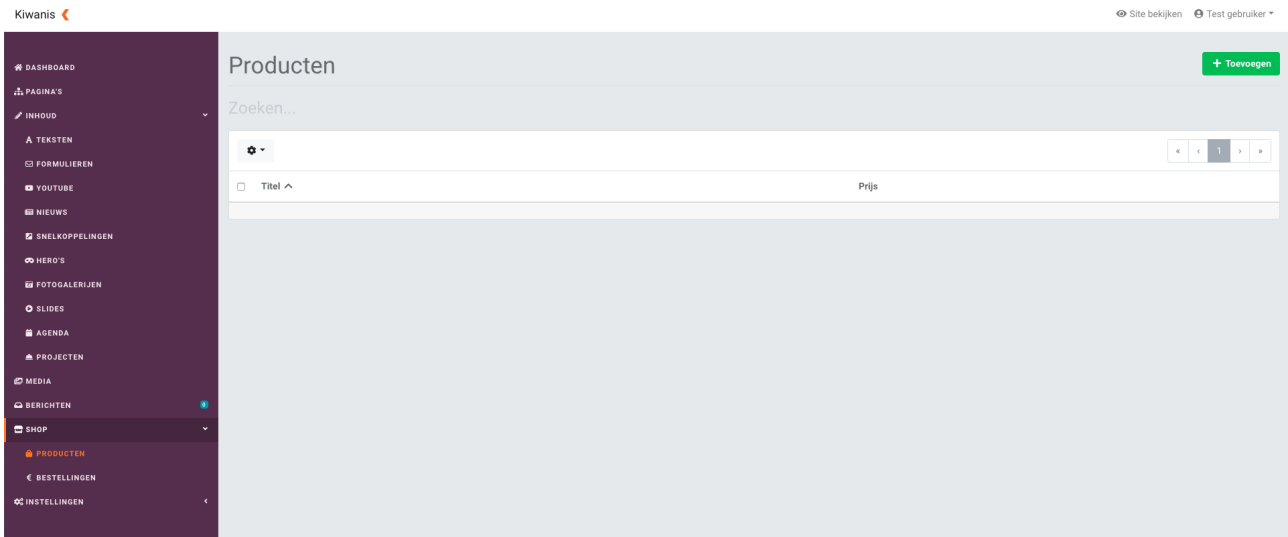 Kiwanis
Site bekijken
Test gebruiker
DASHBOARD
PAGINA'S
INHOUD
TEKSTEN
FORMULIEREN
YOUTUBE
NIEUWS
SNELKOPPELINGEN
HERO'S
FOTOGALERIJEN
SLIDES
AGENDA
PROJECTEN
MEDIA
BERICHTEN 0
SHOP
PRODUCTEN
BESTELLINGEN
INSTELLINGEN
Producten
+ Toevoegen
Zoeken...
« ‹ 1 › »
Titel Prijs